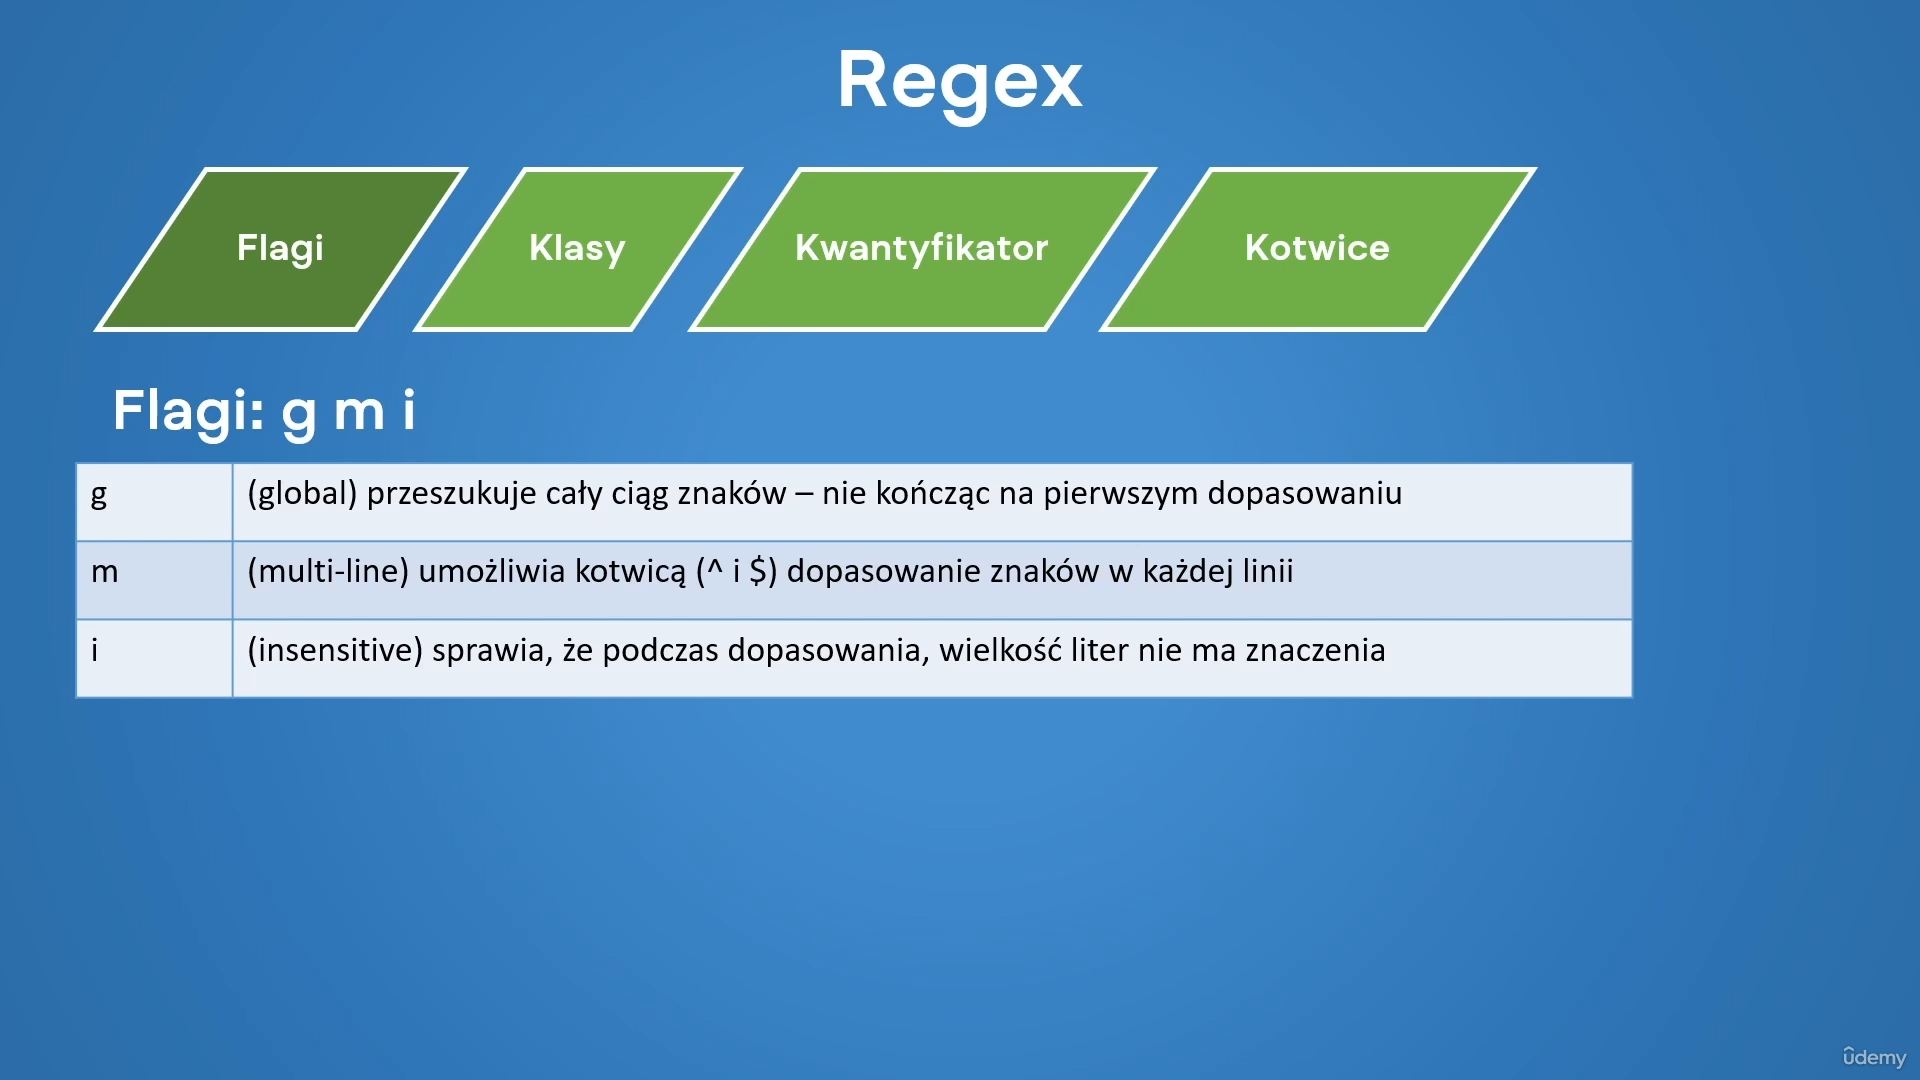 Regex
Flagi
Klasy
Kwantyfikator
Kotwice
Flagi: g m i
g (global) przeszukuje cały ciąg znaków – nie kończąc na pierwszym dopasowaniu
m (multi-line) umożliwia kotwicą (^ i $) dopasowanie znaków w każdej linii
i (insensitive) sprawia, że podczas dopasowania, wielkość liter nie ma znaczenia
ûdemy